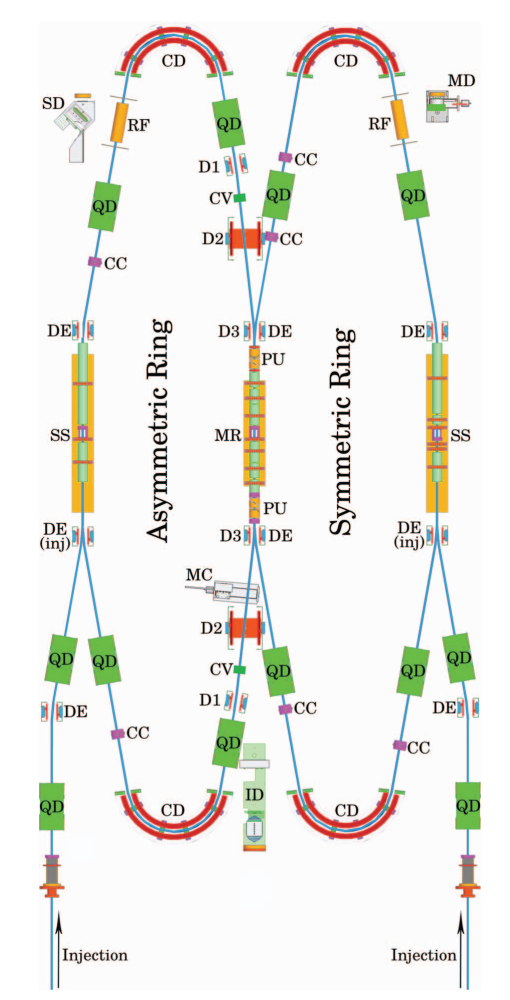 CD
CD
SD
RF
QD
RF
MD
D1
CC
QD
CV
QD
QD
D2
CC
CC
DE
D3
DE
DE
PU
Asymmetric Ring
Symmetric Ring
SS
MR
SS
PU
DE
(inj)
D3
DE
DE
(inj)
MC
D2
QD
QD
CV
QD
QD
QD
DE
D1
CC
DE
CC
QD
CC
QD
ID
QD
CD
CD
Injection
Injection